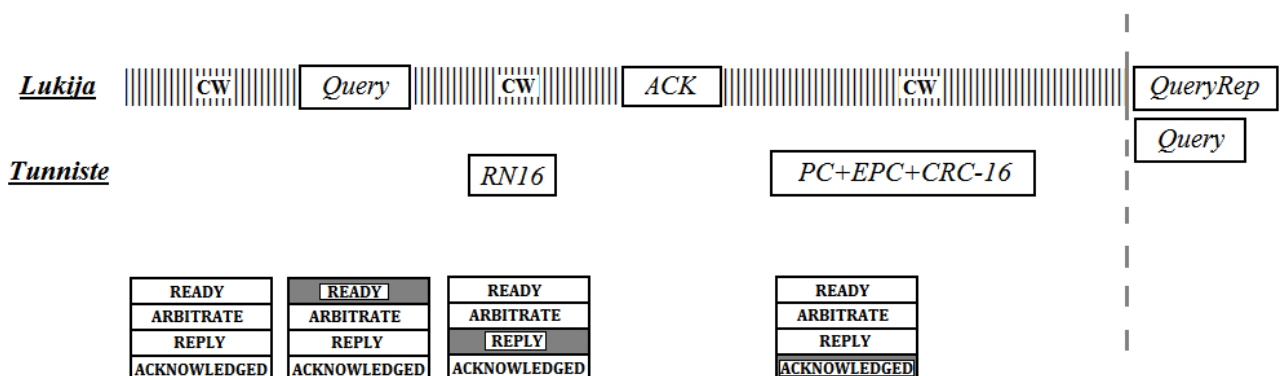 Lukija CW Query CW ACK CW QueryRep
Query
Tunniste RN16 PC+EPC+CRC-16
READY READY READY READY
ARBITRATE ARBITRATE ARBITRATE ARBITRATE
REPLY REPLY REPLY REPLY
ACKNOWLEDGED ACKNOWLEDGED ACKNOWLEDGED ACKNOWLEDGED